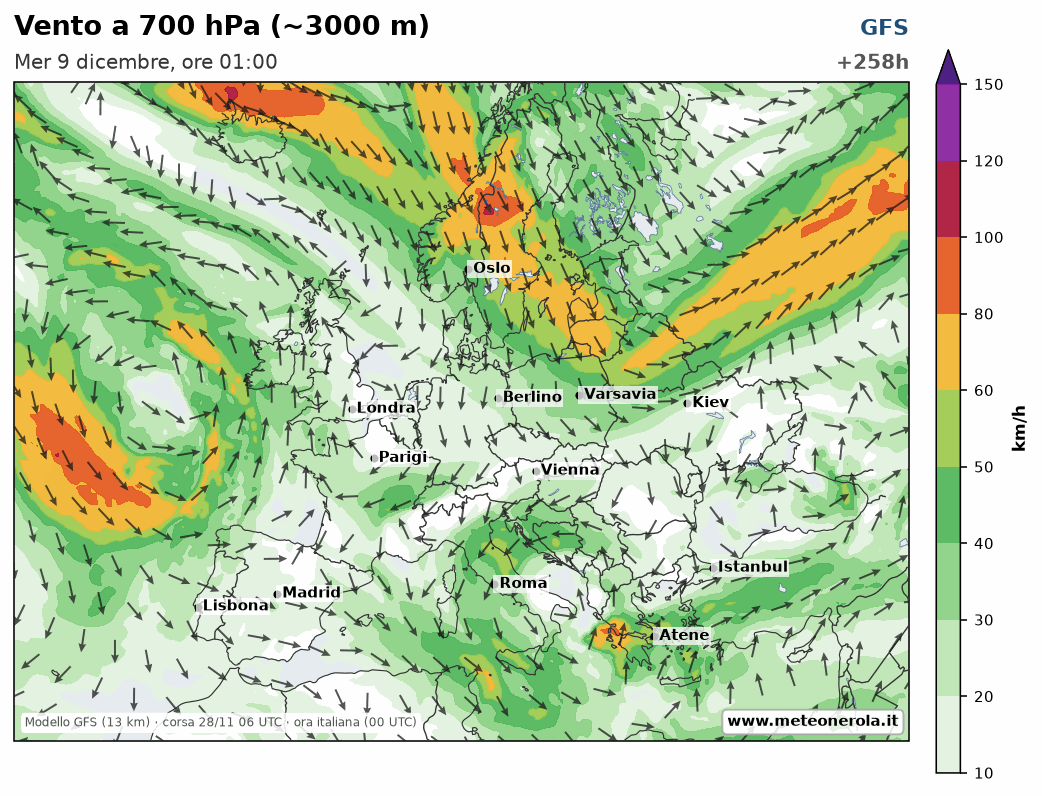 Vento a 700 hPa (~3000 m)
GFS
Mer 9 dicembre, ore 01:00
+258h
150
120
100
80
60
50
40
30
20
10
km/h
Oslo
Berlino
Varsavia
Kiev
Londra
Parigi
Vienna
Roma
Istanbul
Madrid
Lisbona
Atene
Modello GFS (13 km) · corsa 28/11 06 UTC · ora italiana (00 UTC)
www.meteonerola.it